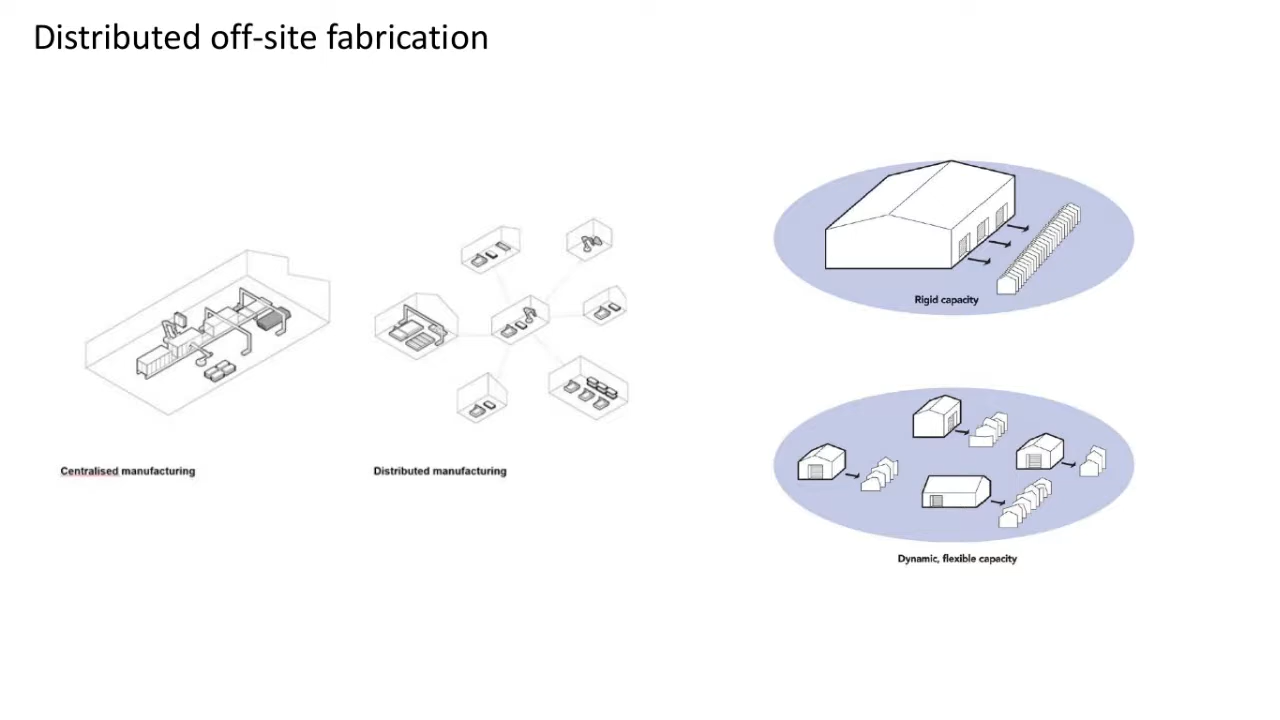 Distributed off-site fabrication
Centralised manufacturing
Distributed manufacturing
Rigid capacity
Dynamic, flexible capacity